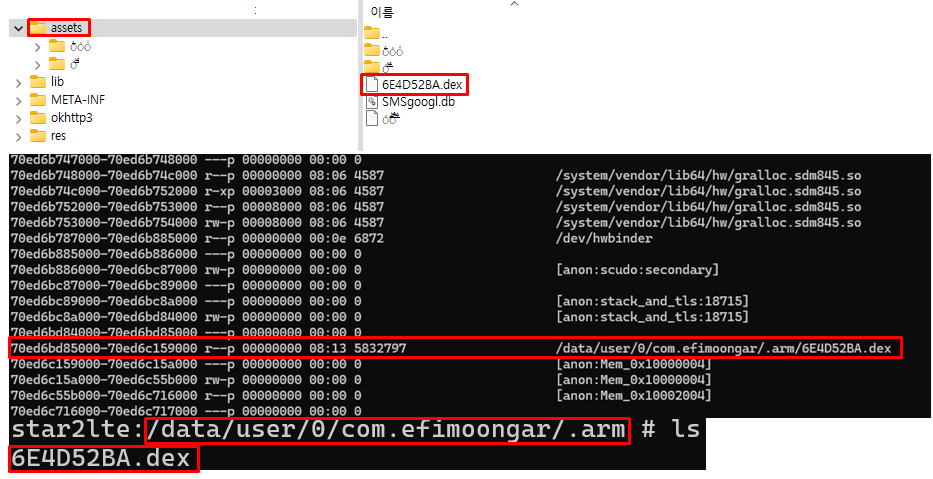 assets
lib
META-INF
okhttp3
res
이름
..
6E4D52BA.dex
SMSgoogl.db
70ed6b747000-70ed6b748000 ---p 00000000 00:00 0
70ed6b748000-70ed6b74c000 r--p 00000000 08:06 4587 /system/vendor/lib64/hw/gralloc.sdm845.so
70ed6b74c000-70ed6b752000 r-xp 00003000 08:06 4587 /system/vendor/lib64/hw/gralloc.sdm845.so
70ed6b752000-70ed6b753000 r--p 00008000 08:06 4587 /system/vendor/lib64/hw/gralloc.sdm845.so
70ed6b753000-70ed6b754000 rw-p 00008000 08:06 4587 /system/vendor/lib64/hw/gralloc.sdm845.so
70ed6b787000-70ed6b885000 r--p 00000000 00:0e 6872 /dev/hwbinder
70ed6b885000-70ed6b886000 ---p 00000000 00:00 0
70ed6b886000-70ed6bc87000 rw-p 00000000 00:00 0 [anon:scudo:secondary]
70ed6bc87000-70ed6bc89000 ---p 00000000 00:00 0
70ed6bc89000-70ed6bc8a000 ---p 00000000 00:00 0 [anon:stack_and_tls:18715]
70ed6bc8a000-70ed6bd84000 rw-p 00000000 00:00 0 [anon:stack_and_tls:18715]
70ed6bd84000-70ed6bd85000 ---p 00000000 00:00 0
70ed6bd85000-70ed6c159000 r--p 00000000 08:13 5832797 /data/user/0/com.efimoongar/.arm/6E4D52BA.dex
70ed6c159000-70ed6c15a000 ---p 00000000 00:00 0 [anon:Mem_0x10000004]
70ed6c15a000-70ed6c55b000 rw-p 00000000 00:00 0 [anon:Mem_0x10000004]
70ed6c55b000-70ed6c716000 r--p 00000000 00:00 0 [anon:Mem_0x10002004]
70ed6c716000-70ed6c717000 ---p 00000000 00:00 0
star2lte:/data/user/0/com.efimoongar/.arm # ls
6E4D52BA.dex